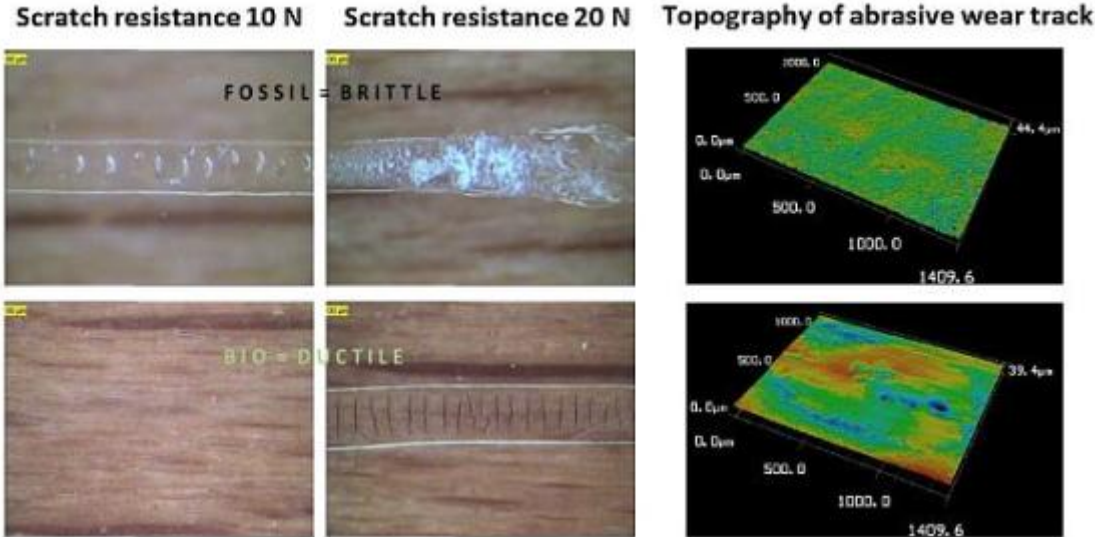 Scratch resistance 10 N
Scratch resistance 20 N
Topography of abrasive wear track
FOSSIL = BRITTLE
1000.0
500.0
0.0µm
0.0µm
500.0
1000.0
1409.6
44.4µm
BIO = DUCTILE
1000.0
500.0
0.0µm
0.0µm
500.0
1000.0
1409.6
39.4µm